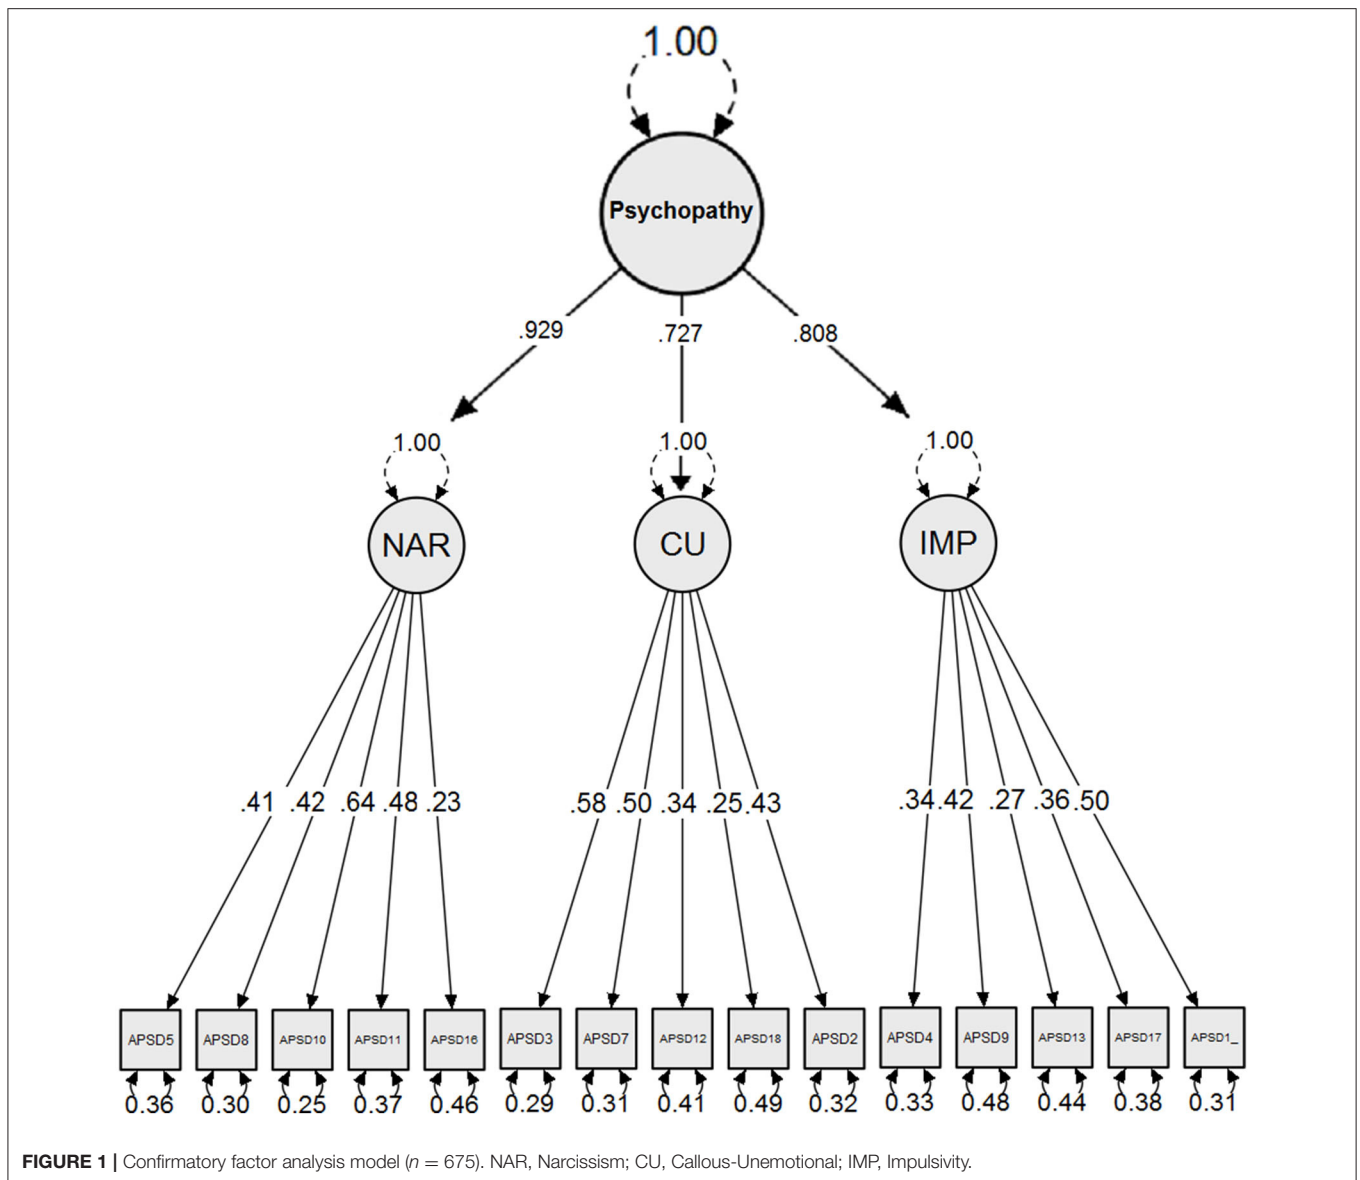 1.00
Psychopathy
.929 .727 .808
1.00 1.00 1.00
NAR CU IMP
.41 .42 .64 .48 .23 .58 .50 .34 .25 .43 .34 .42 .27 .36 .50
APSD5 APSD8 APSD10 APSD11 APSD16 APSD3 APSD7 APSD12 APSD18 APSD2 APSD4 APSD9 APSD13 APSD17 APSD1_
0.36 0.30 0.25 0.37 0.46 0.29 0.31 0.41 0.49 0.32 0.33 0.48 0.44 0.38 0.31
FIGURE 1 | Confirmatory factor analysis model (n = 675). NAR, Narcissism; CU, Callous-Unemotional; IMP, Impulsivity.